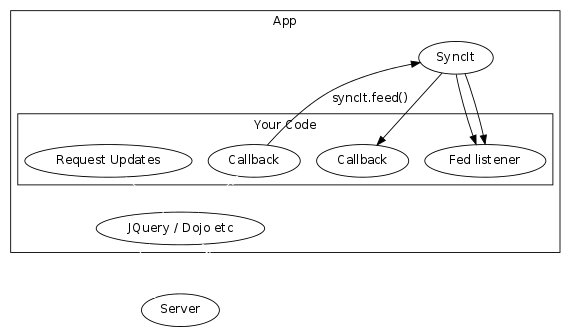 App
SyncIt
syncIt.feed()
Your Code
Request Updates
Callback
Callback
Fed listener
JQuery / Dojo etc
Server